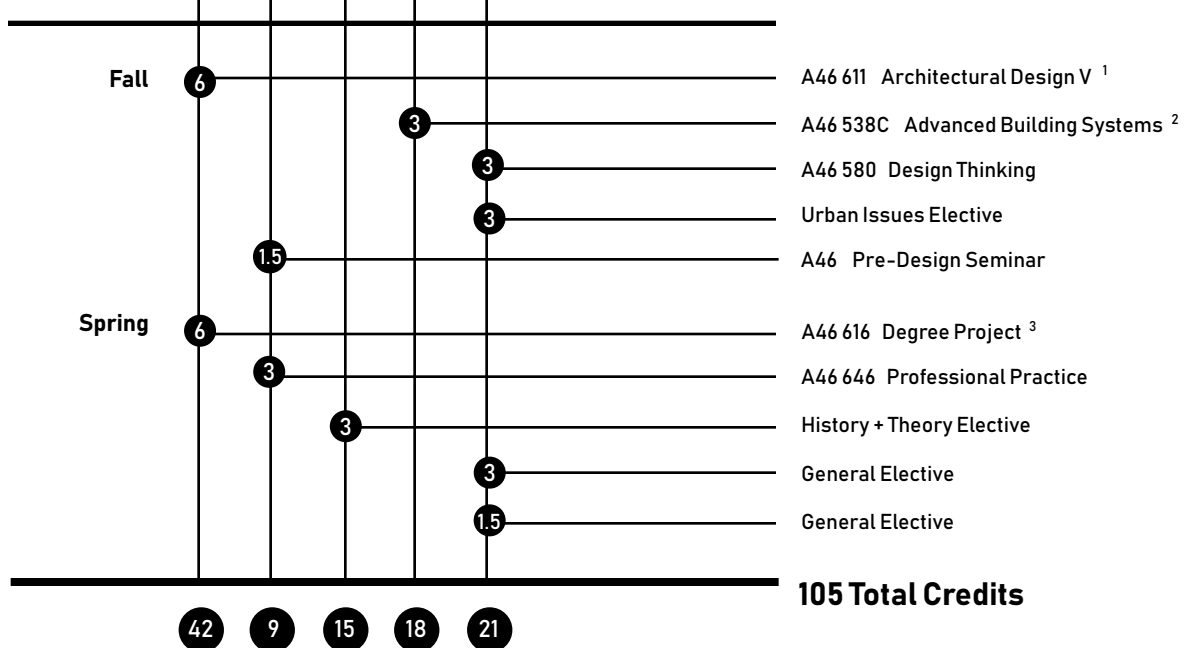 Fall 6 A46 611 Architectural Design V 1
3 A46 538C Advanced Building Systems 2
3 A46 580 Design Thinking
3 Urban Issues Elective
1.5 A46 Pre-Design Seminar
Spring 6 A46 616 Degree Project 3
3 A46 646 Professional Practice
3 History + Theory Elective
3 General Elective
1.5 General Elective
105 Total Credits
42 9 15 18 21